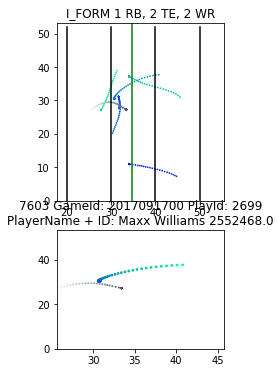 I_FORM 1 RB, 2 TE, 2 WR
50
40
30
20
10
0
20 30 40 50
7603 GameId: 2017091700 PlayId: 2699
PlayerName + ID: Maxx Williams 2552468.0
40
20
0
30 35 40 45